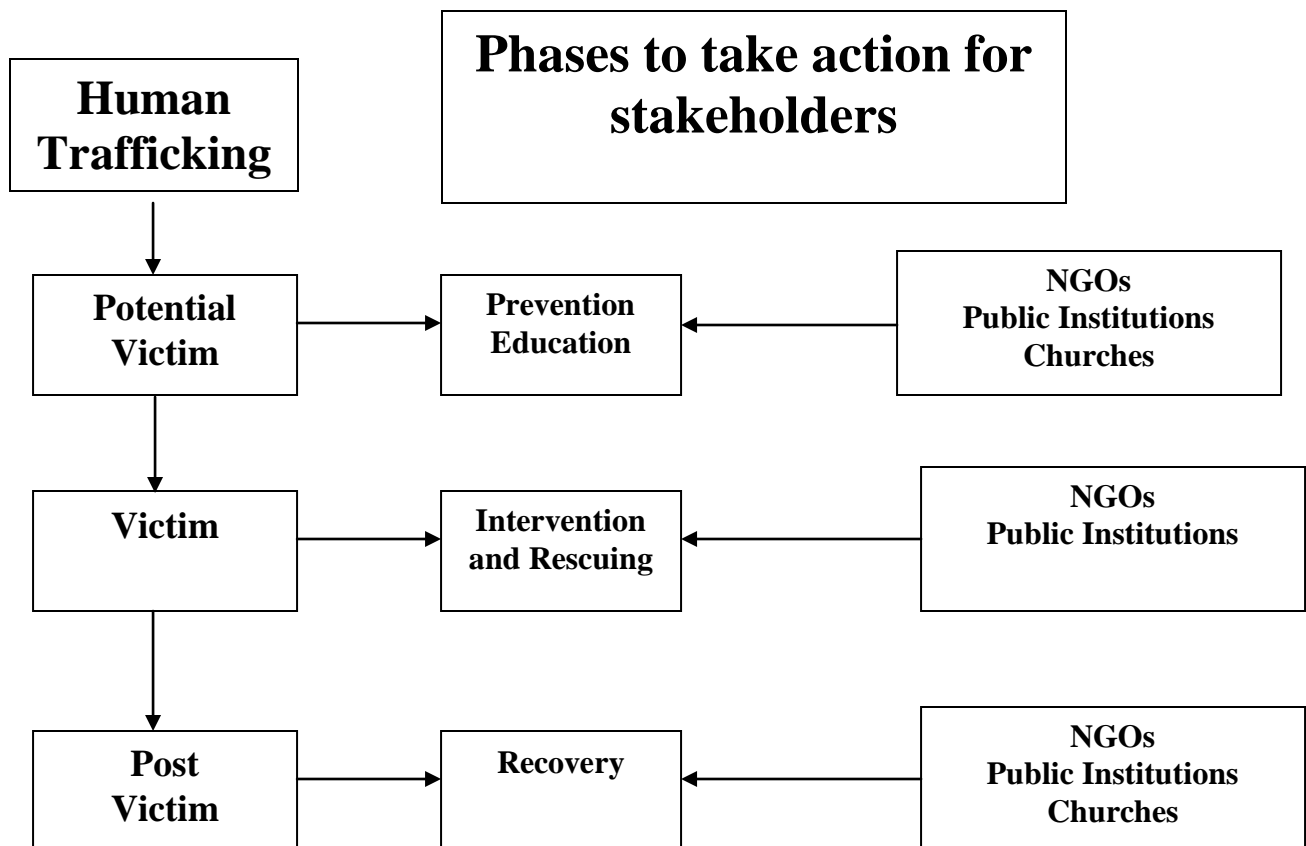 Human
Trafficking
Phases to take action for
stakeholders
Potential
Victim
Prevention
Education
NGOs
Public Institutions
Churches
Victim
Intervention
and Rescuing
NGOs
Public Institutions
Post
Victim
Recovery
NGOs
Public Institutions
Churches